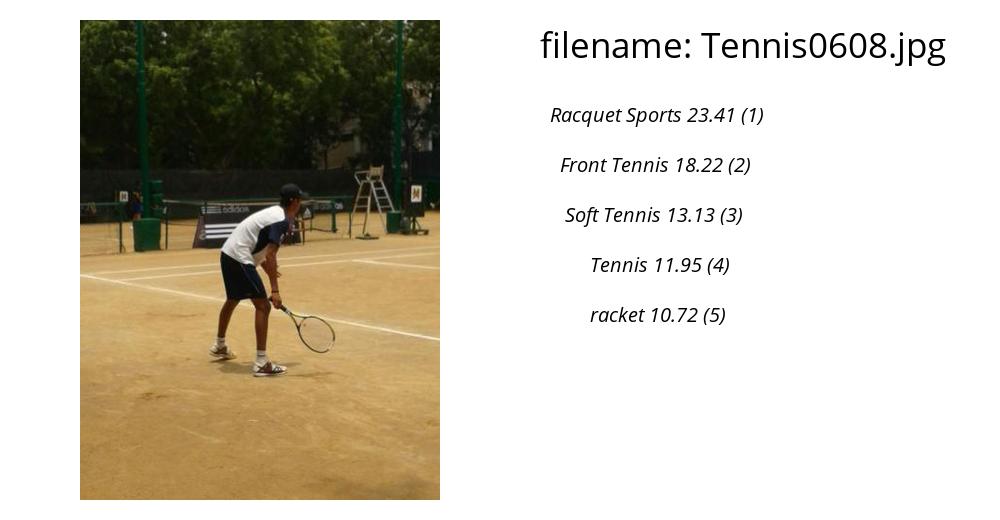 filename: Tennis0608.jpg
Racquet Sports 23.41 (1)
Front Tennis 18.22 (2)
Soft Tennis 13.13 (3)
Tennis 11.95 (4)
racket 10.72 (5)
adidas